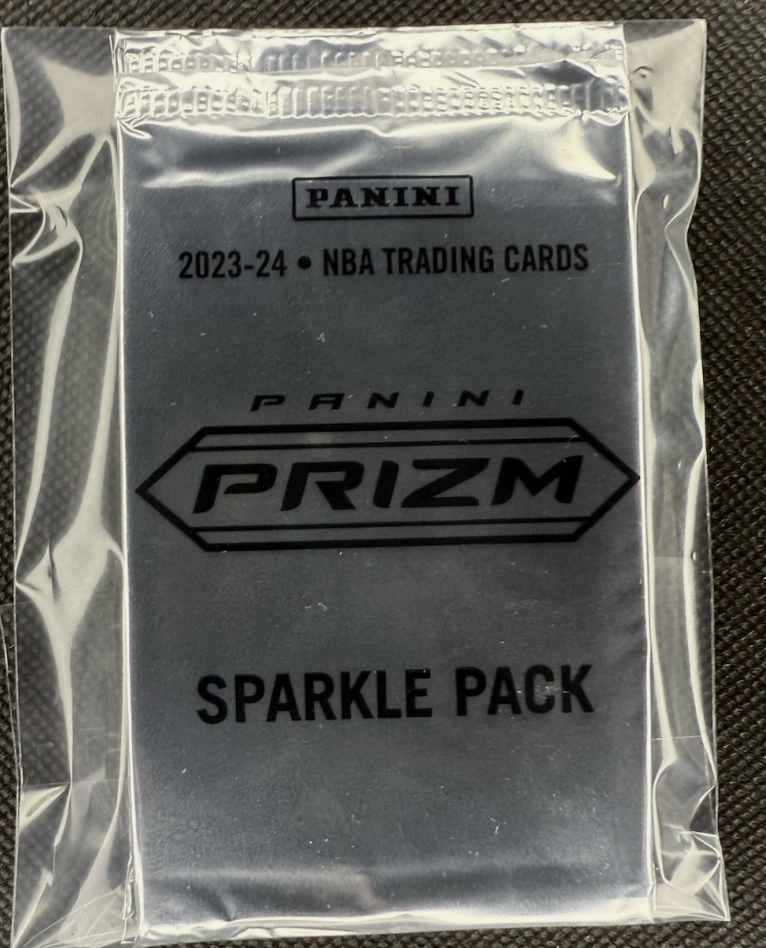 PANINI
2023-24 • NBA TRADING CARDS
PANINI
PRIZM
SPARKLE PACK